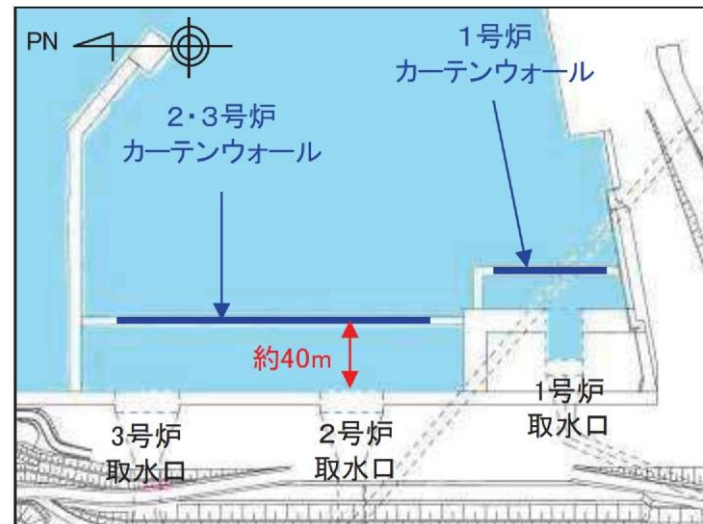 PN
1号炉
カーテンウォール
2・3号炉
カーテンウォール
約40m
3号炉
取水口
2号炉
取水口
1号炉
取水口